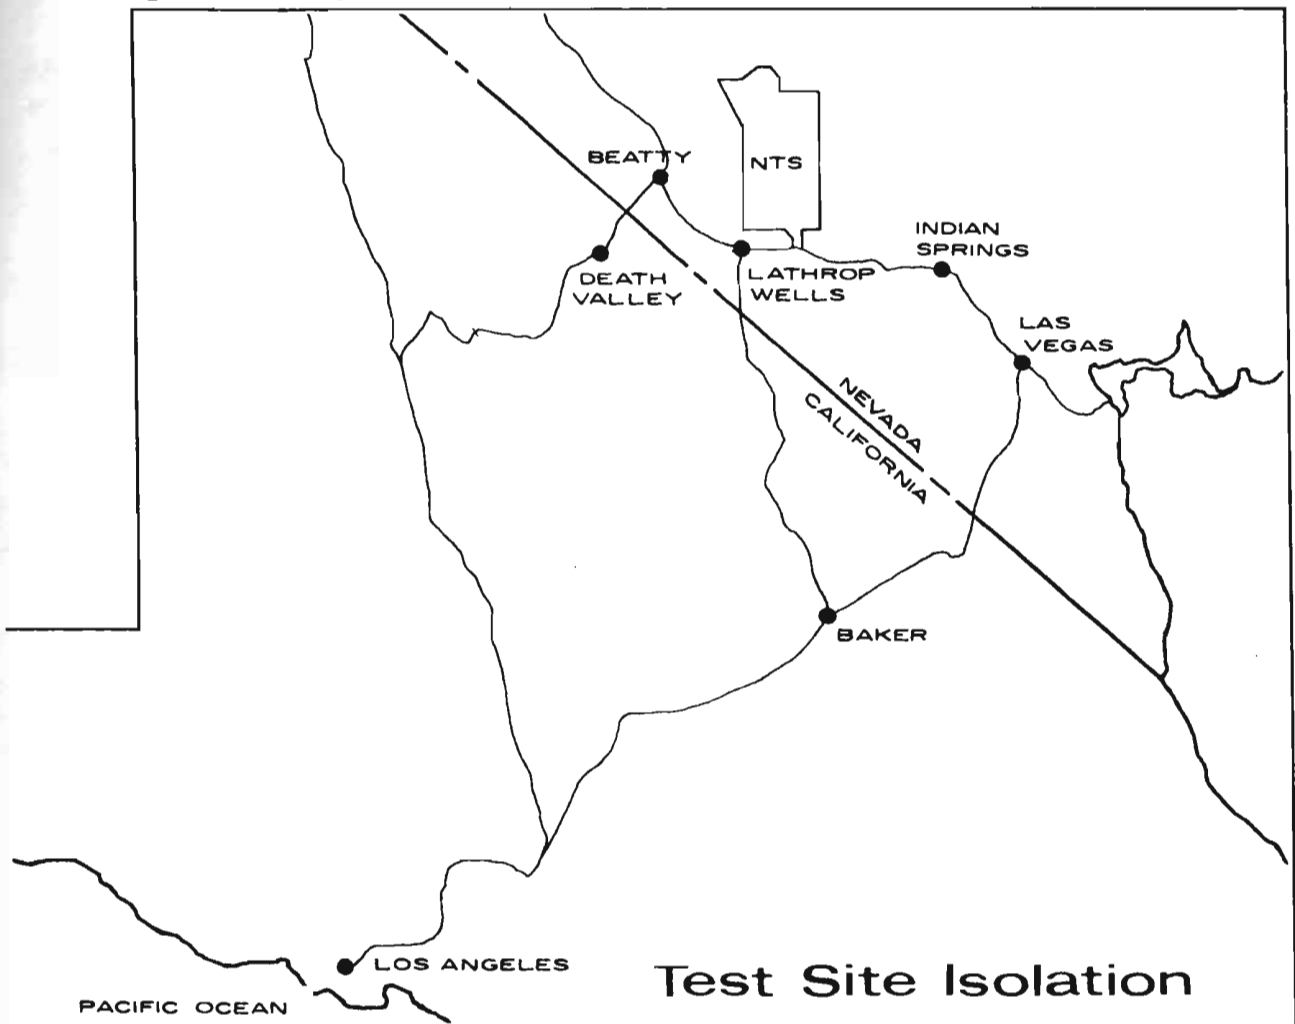 BEATTY
NTS
INDIAN
SPRINGS
DEATH
VALLEY
LATHROP
WELLS
LAS
VEGAS
NEVADA
CALIFORNIA
BAKER
LOS ANGELES
PACIFIC OCEAN
Test Site Isolation